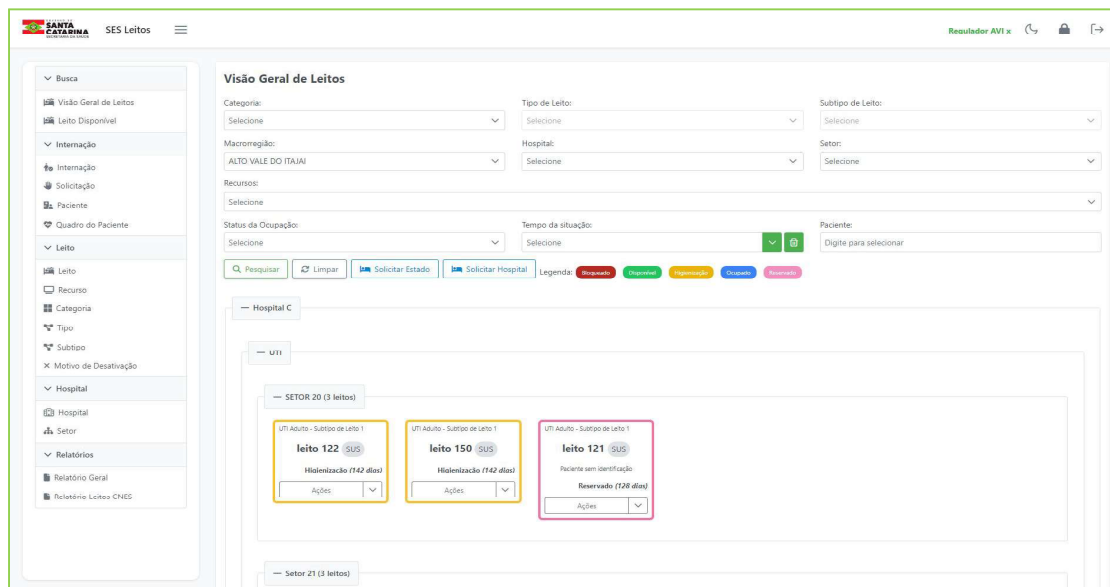 SANTA
CATARINA
SES Leitos
Regulador AVI x
Busca
Visão Geral de Leitos
Leito Disponível
Internação
Internação
Solicitação
Paciente
Quadro do Paciente
Leito
Leito
Recurso
Categoria
Tipo
Subtipo
Motivo de Desativação
Hospital
Hospital
Setor
Relatórios
Relatório Geral
Relatório Leitos CNES
Visão Geral de Leitos
Categoria: Tipo de Leito: Subtipo de Leito:
Selecione Selecione Selecione
Macrorregião: Hospital: Setor:
ALTO VALE DO ITAJAI Selecione Selecione
Recursos:
Selecione
Status da Ocupação: Tempo da situação: Paciente:
Selecione Selecione Digite para selecionar
Pesquisar Limpar Solicitar Estado Solicitar Hospital Legenda: Bloqueado Disponível Higienização Ocupado Reservado
— Hospital C
— UTI
— SETOR 20 (3 leitos)
UTI Adulto - Subtipo de Leito 1
leito 122 SUS
Higienização (142 dias)
Ações
UTI Adulto - Subtipo de Leito 1
leito 150 SUS
Higienização (142 dias)
Ações
UTI Adulto - Subtipo de Leito 1
leito 121 SUS
Paciente sem identificação
Reservado (128 dias)
Ações
— Setor 21 (3 leitos)